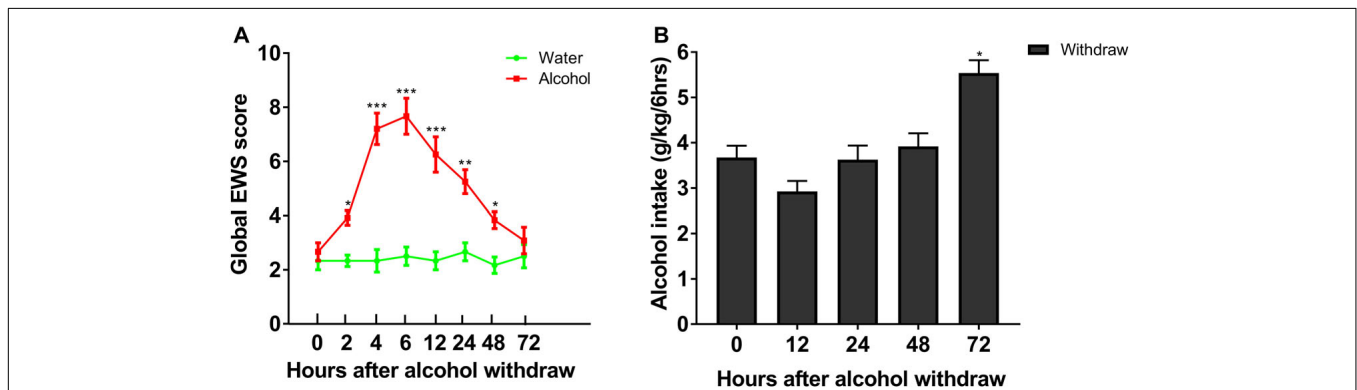 A
Global EWS score
10
8
6
4
2
0
Water
Alcohol
*
***
***
***
**
*
0 2 4 6 12 24 48 72
Hours after alcohol withdraw
B
Alcohol intake (g/kg/6hrs)
6
5
4
3
2
1
0
Withdraw
*
0 12 24 48 72
Hours after alcohol withdraw